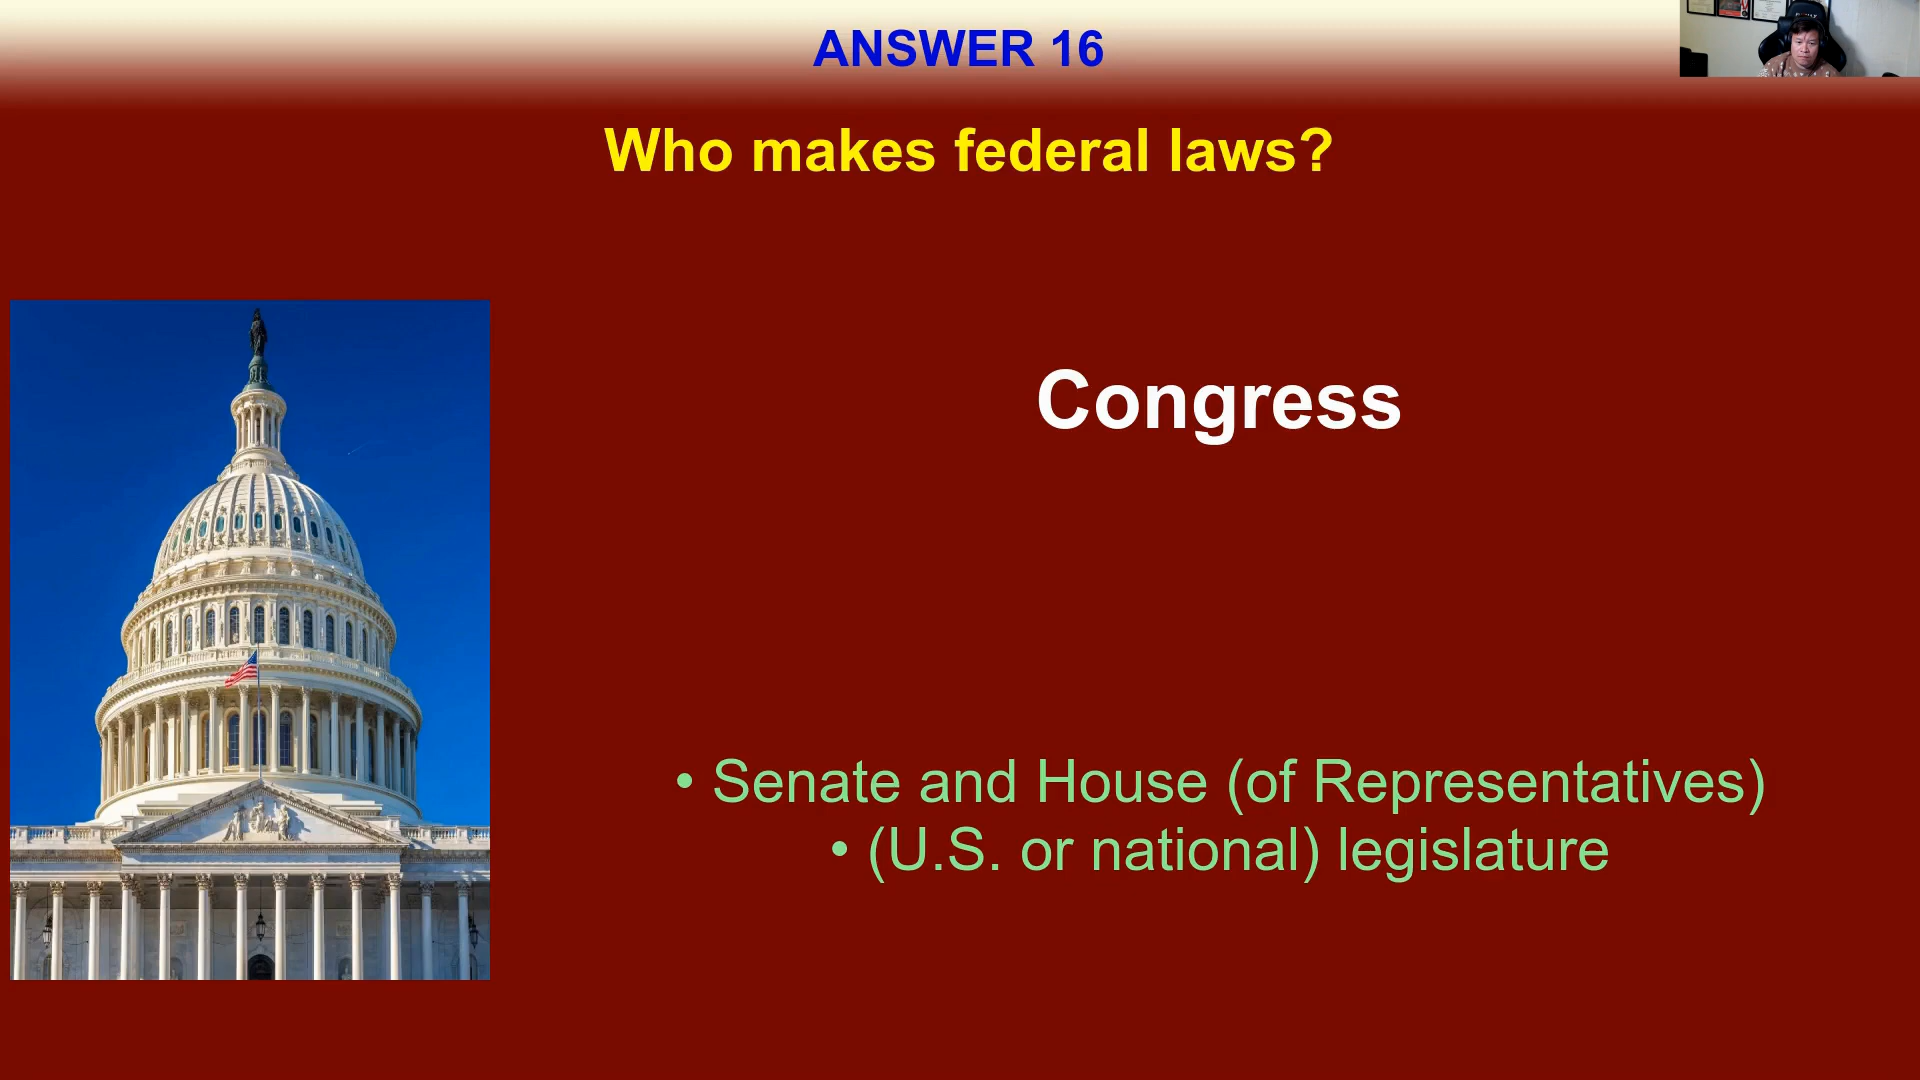 ANSWER 16
Who makes federal laws?
Congress
• Senate and House (of Representatives)
• (U.S. or national) legislature